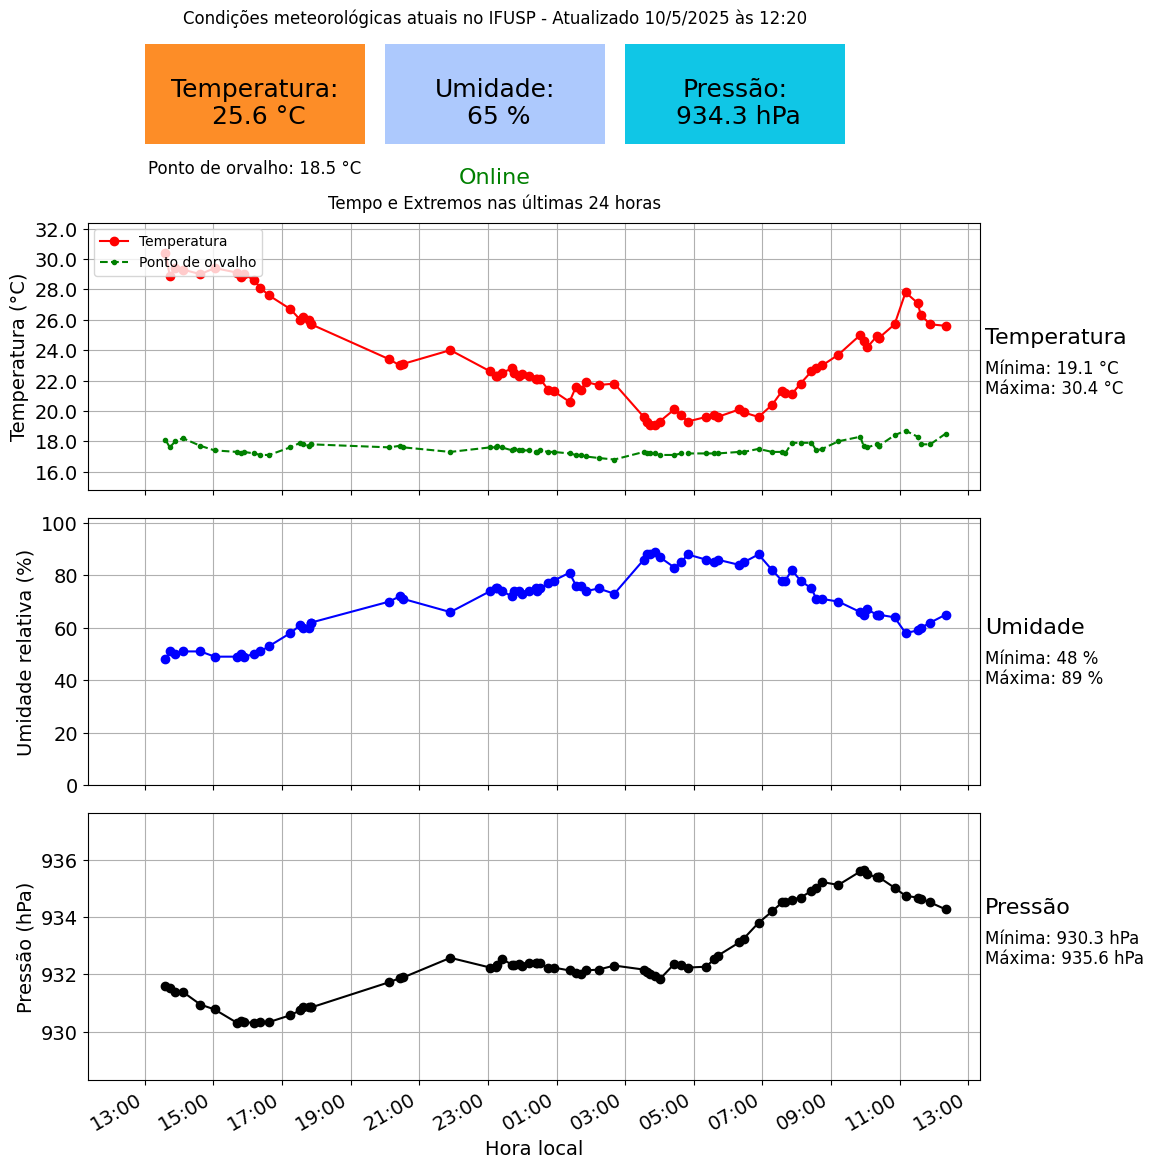 Condições meteorológicas atuais no IFUSP - Atualizado 10/5/2025 às 12:20
Temperatura:
25.6 °C
Umidade:
65 %
Pressão:
934.3 hPa
Ponto de orvalho: 18.5 °C
Online
Tempo e Extremos nas últimas 24 horas
Temperatura (°C)
32.0
30.0
28.0
26.0
24.0
22.0
20.0
18.0
16.0
Temperatura
Ponto de orvalho
Temperatura
Mínima: 19.1 °C
Máxima: 30.4 °C
Umidade relativa (%)
100
80
60
40
20
0
Umidade
Mínima: 48 %
Máxima: 89 %
Pressão (hPa)
936
934
932
930
Pressão
Mínima: 930.3 hPa
Máxima: 935.6 hPa
13:00 15:00 17:00 19:00 21:00 23:00 01:00 03:00 05:00 07:00 09:00 11:00 13:00
Hora local